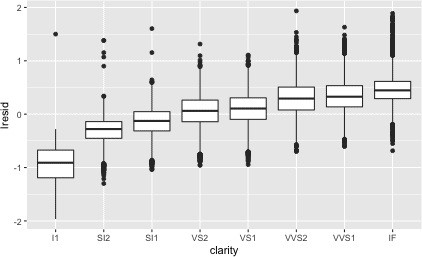 2
1
0
-1
-2
lresid
I1
SI2
SI1
VS2
VS1
VVS2
VVS1
IF
clarity